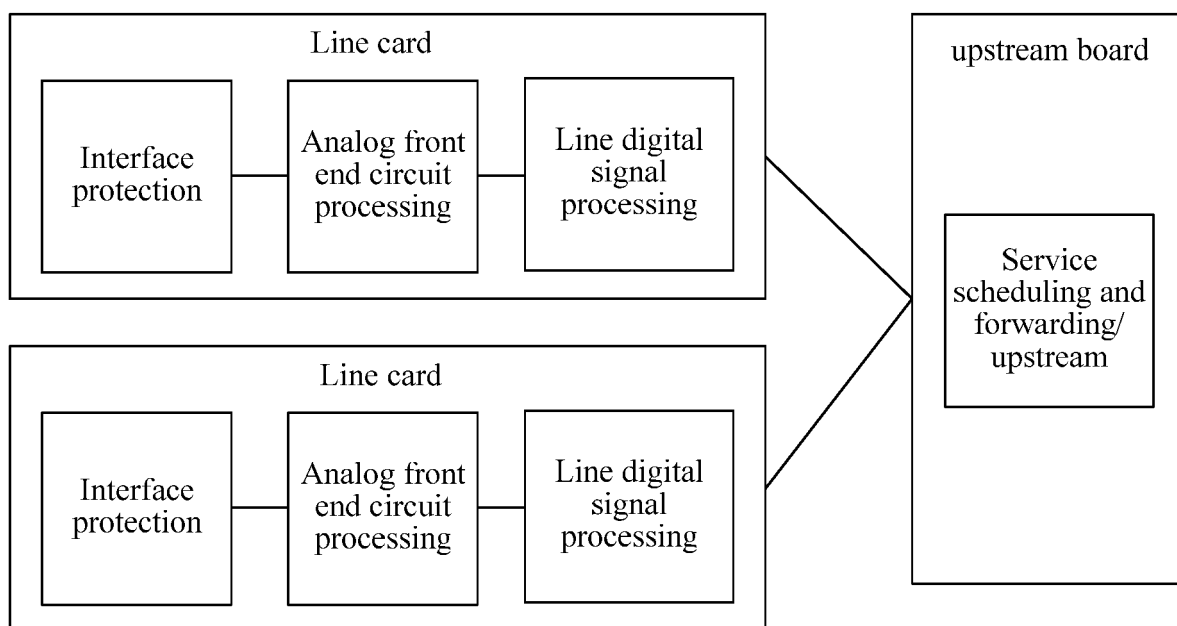 Line card
Interface
protection
Analog front
end circuit
processing
Line digital
signal
processing
Line card
Interface
protection
Analog front
end circuit
processing
Line digital
signal
processing
upstream board
Service
scheduling and
forwarding/
upstream